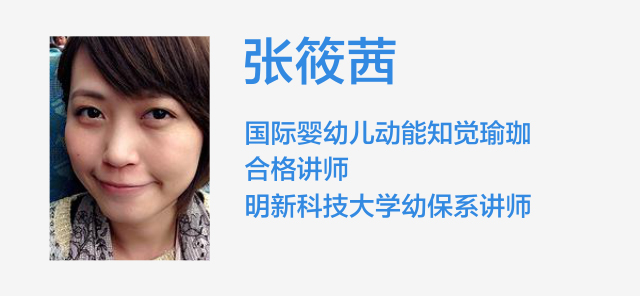 张筱茜
国际婴幼儿动能知觉瑜珈
合格讲师
明新科技大学幼保系讲师